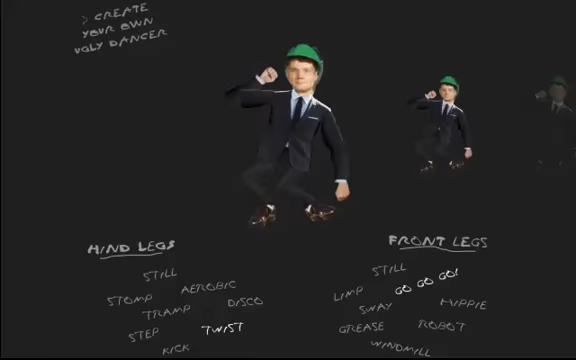 > CREATE
YOUR OWN
UGLY DANCER
HIND LEGS
STILL
STOMP AEROBIC
TRAMP DISCO
STEP TWIST
KICK
FRONT LEGS
STILL
LIMP GO GO GO!
SWAY HIPPIE
GREASE ROBOT
WINDMILL